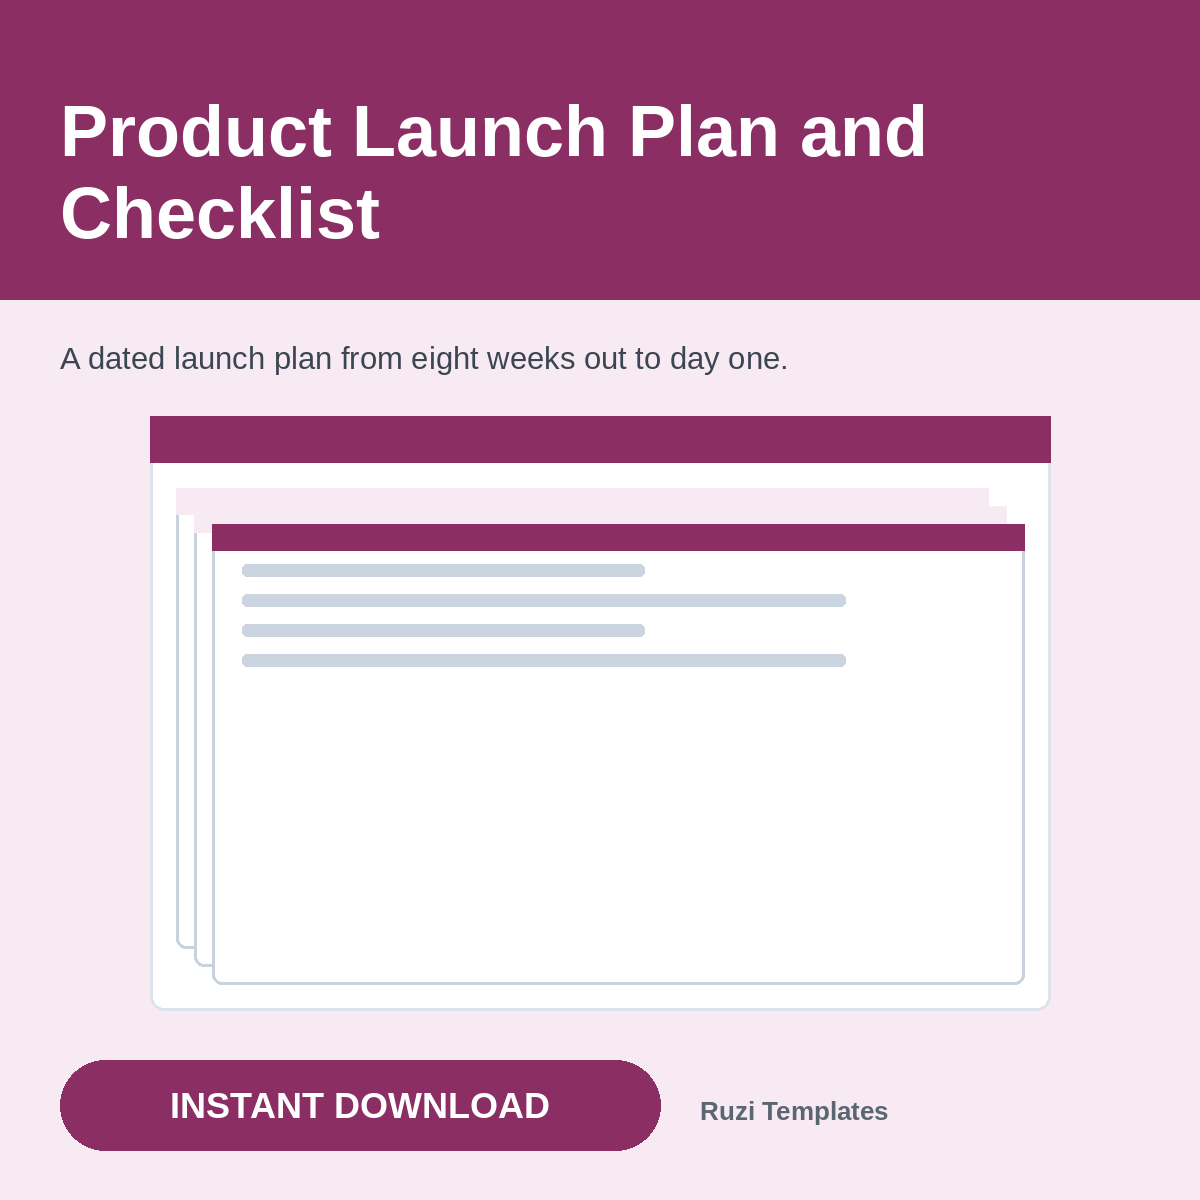 Product Launch Plan and
Checklist
A dated launch plan from eight weeks out to day one.
INSTANT DOWNLOAD
Ruzi Templates